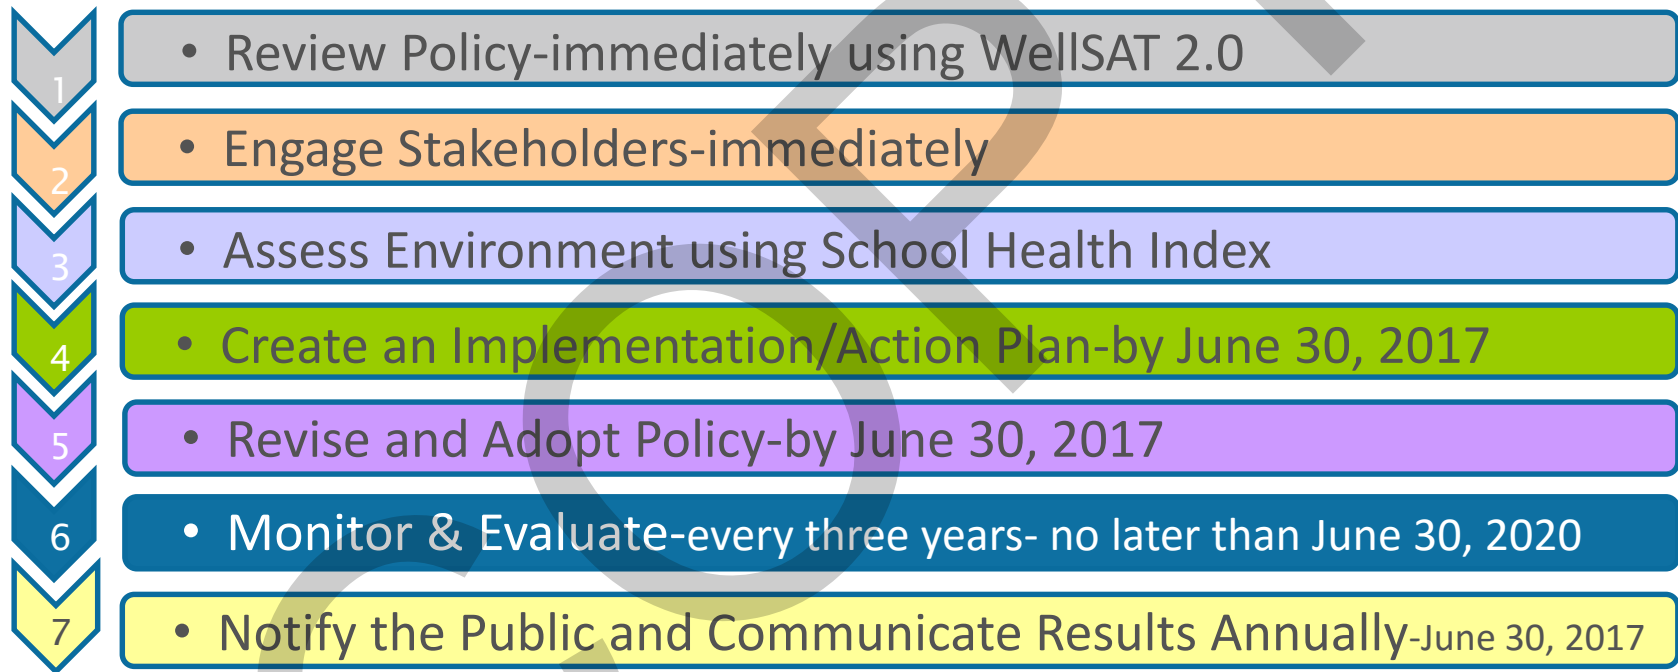 1
• Review Policy-immediately using WellSAT 2.0
2
• Engage Stakeholders-immediately
3
• Assess Environment using School Health Index
4
• Create an Implementation/Action Plan-by June 30, 2017
5
• Revise and Adopt Policy-by June 30, 2017
6
• Monitor & Evaluate-every three years- no later than June 30, 2020
7
• Notify the Public and Communicate Results Annually-June 30, 2017